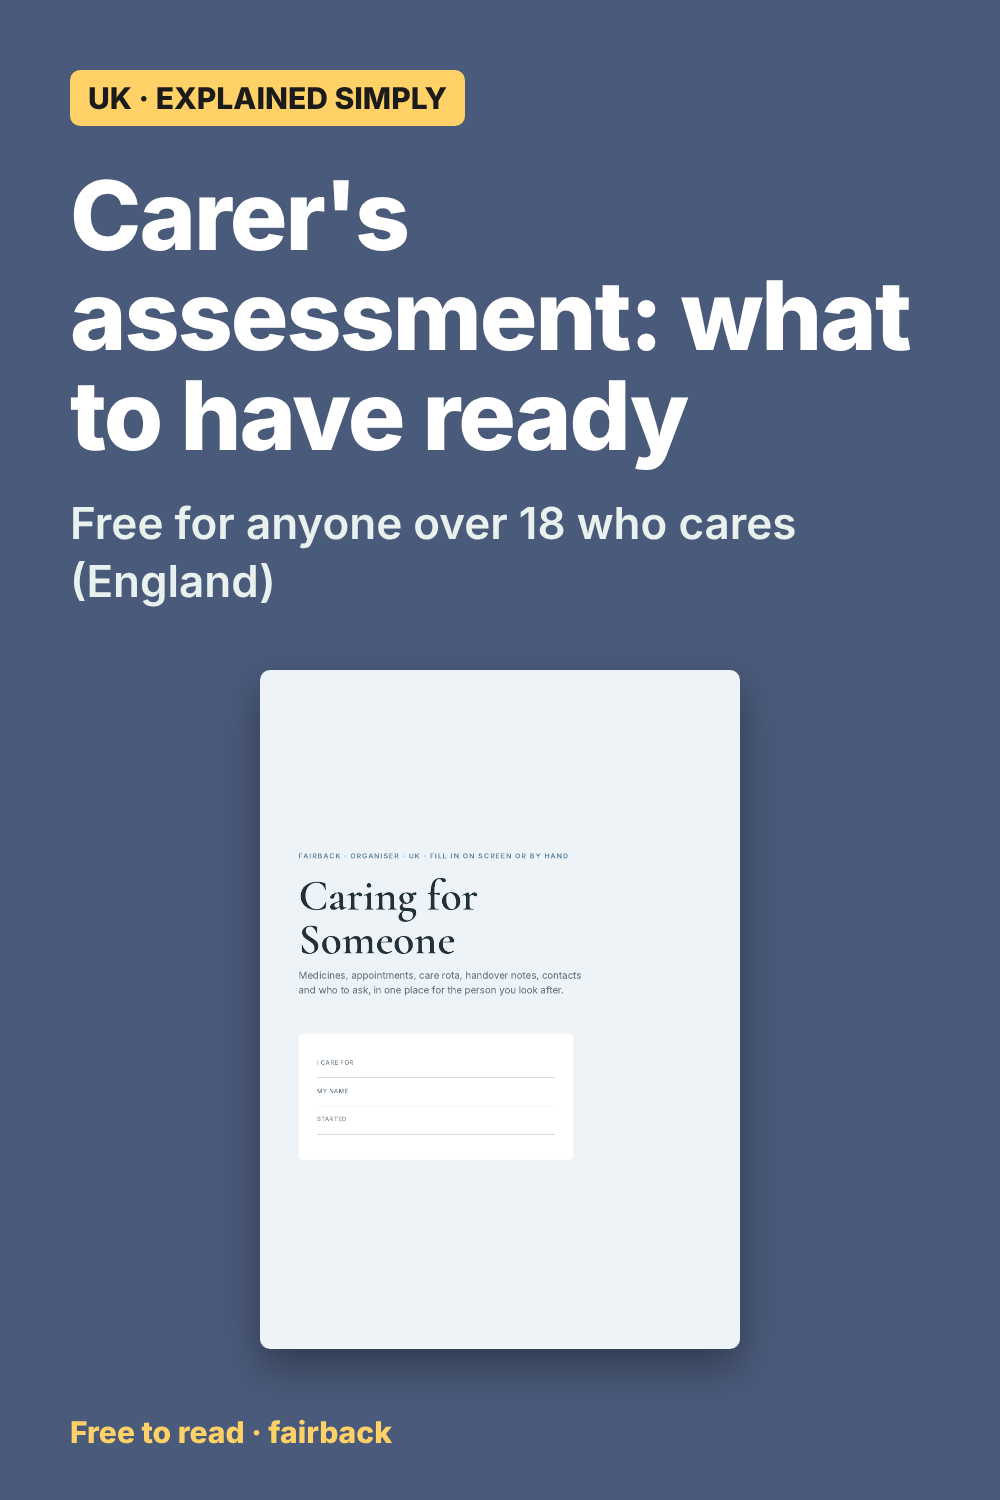 UK · EXPLAINED SIMPLY
Carer's
assessment: what
to have ready
Free for anyone over 18 who cares
(England)
FAIRBACK · ORGANISER · UK · FILL IN ON SCREEN OR BY HAND
Caring for
Someone
Medicines, appointments, care rota, handover notes, contacts
and who to ask, in one place for the person you look after.
I CARE FOR
MY NAME
STARTED
Free to read · fairback